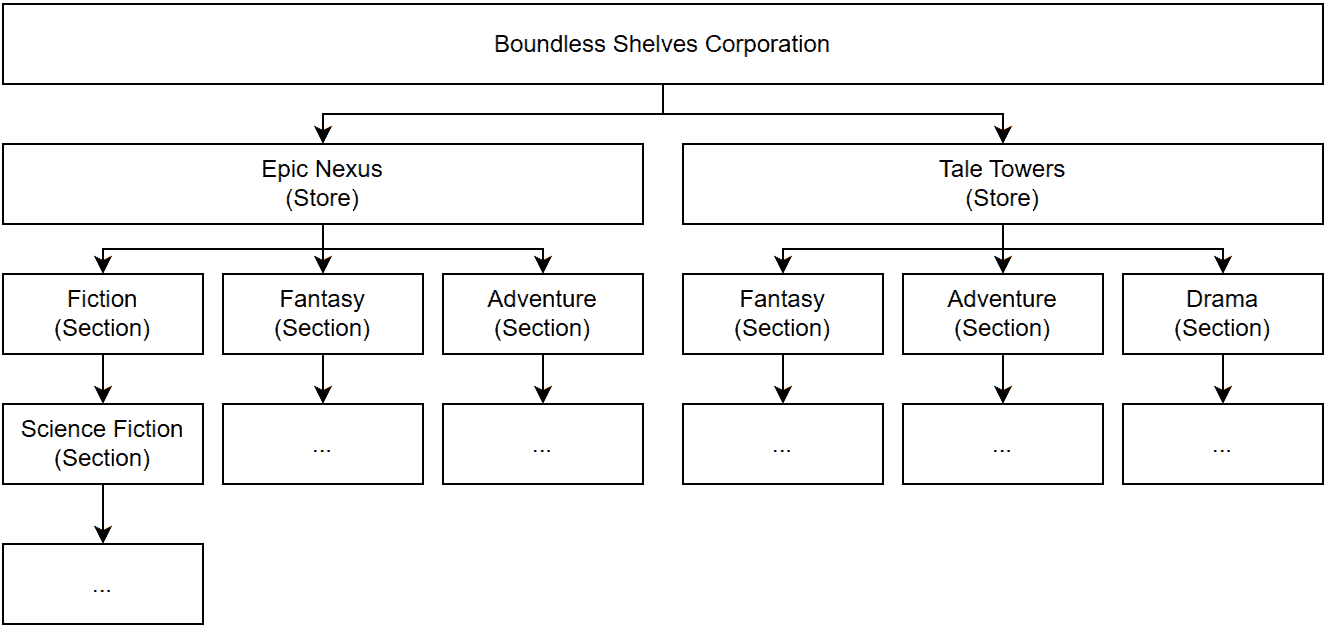 Boundless Shelves Corporation
Epic Nexus
(Store)
Tale Towers
(Store)
Fiction
(Section)
Fantasy
(Section)
Adventure
(Section)
Fantasy
(Section)
Adventure
(Section)
Drama
(Section)
Science Fiction
(Section)
...
...
...
...
...
...